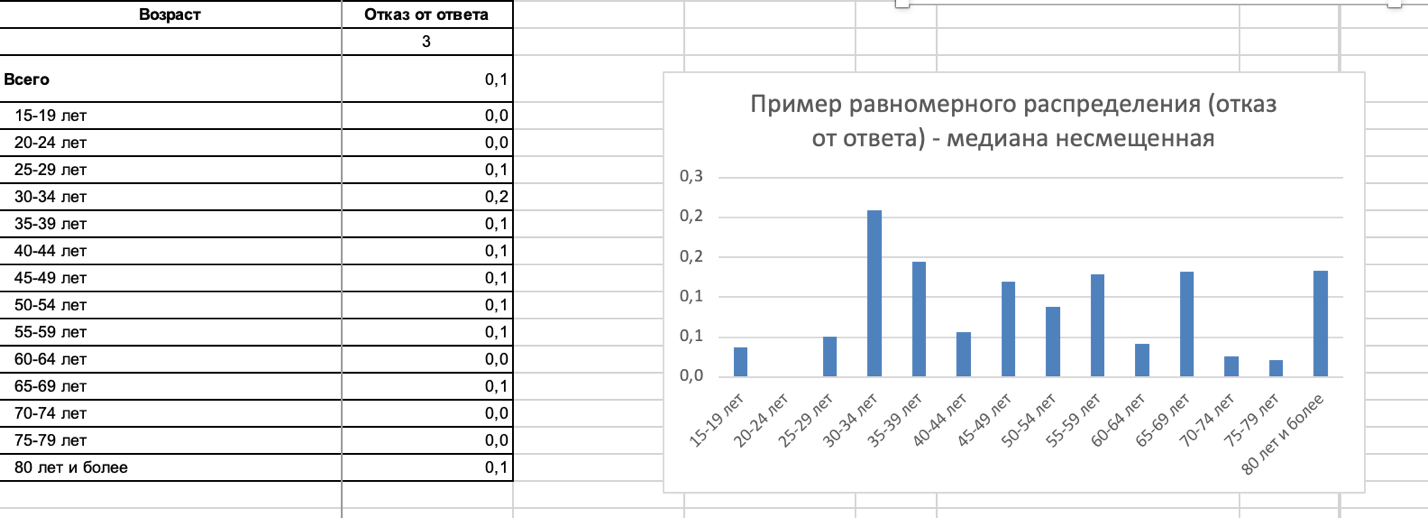 Возраст Отказ от ответа
3
Всего 0,1
15-19 лет 0,0
20-24 лет 0,0
25-29 лет 0,1
30-34 лет 0,2
35-39 лет 0,1
40-44 лет 0,1
45-49 лет 0,1
50-54 лет 0,1
55-59 лет 0,1
60-64 лет 0,0
65-69 лет 0,1
70-74 лет 0,0
75-79 лет 0,0
80 лет и более 0,1
Пример равномерного распределения (отказ
от ответа) - медиана несмещенная
0,3
0,2
0,2
0,1
0,1
0,0
15-19 лет
20-24 лет
25-29 лет
30-34 лет
35-39 лет
40-44 лет
45-49 лет
50-54 лет
55-59 лет
60-64 лет
65-69 лет
70-74 лет
75-79 лет
80 лет и более